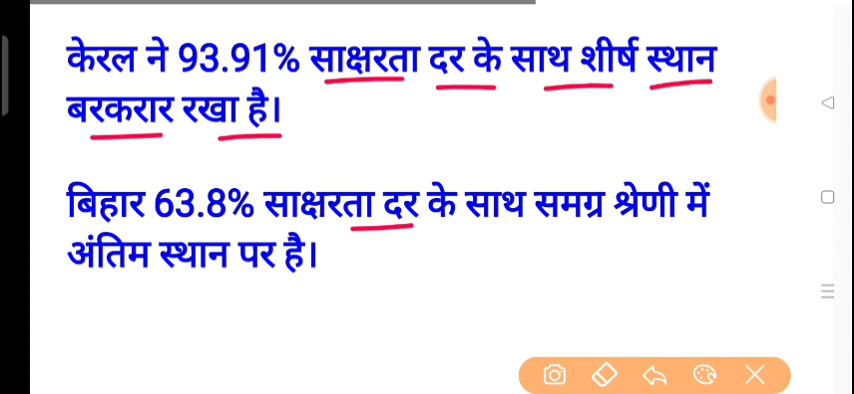 केरल ने 93.91% साक्षरता दर के साथ शीर्ष स्थान
बरकरार रखा है।
बिहार 63.8% साक्षरता दर के साथ समग्र श्रेणी में
अंतिम स्थान पर है।